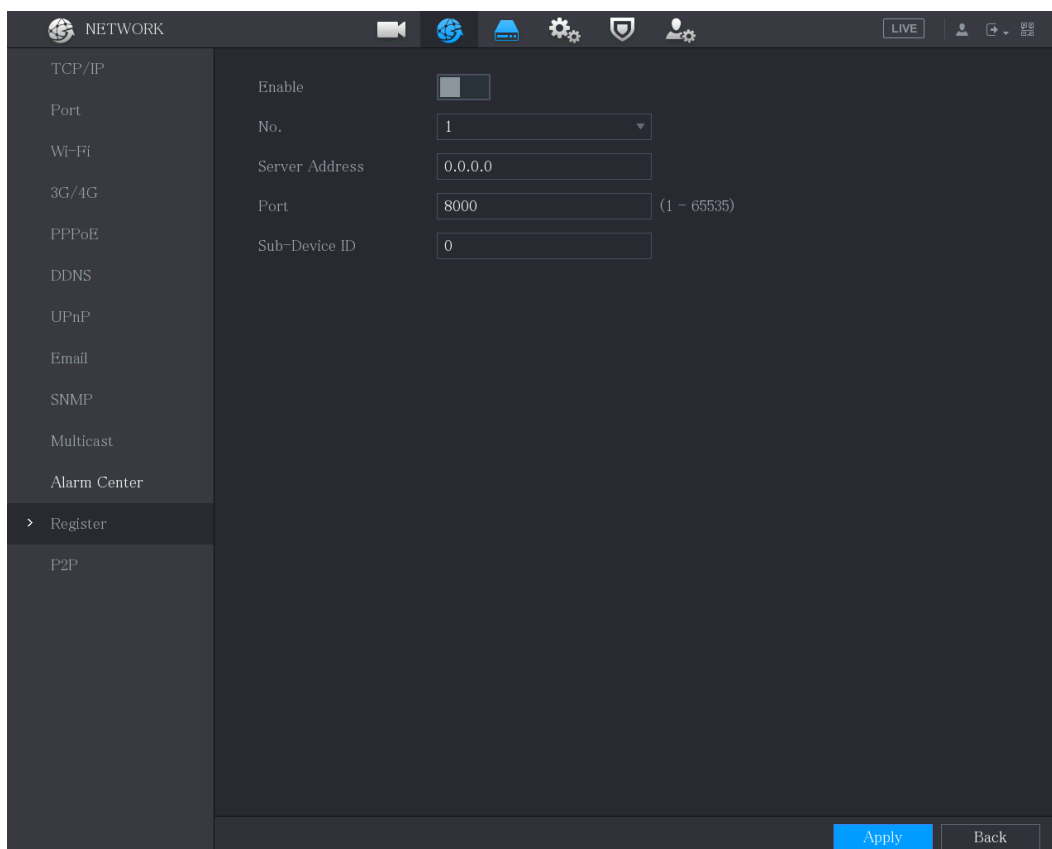 NETWORK
LIVE
TCP/IP
Port
Wi-Fi
3G/4G
PPPoE
DDNS
UPnP
Email
SNMP
Multicast
Alarm Center
Register
P2P
Enable
No. 1
Server Address 0.0.0.0
Port 8000 (1 - 65535)
Sub-Device ID 0
Apply Back